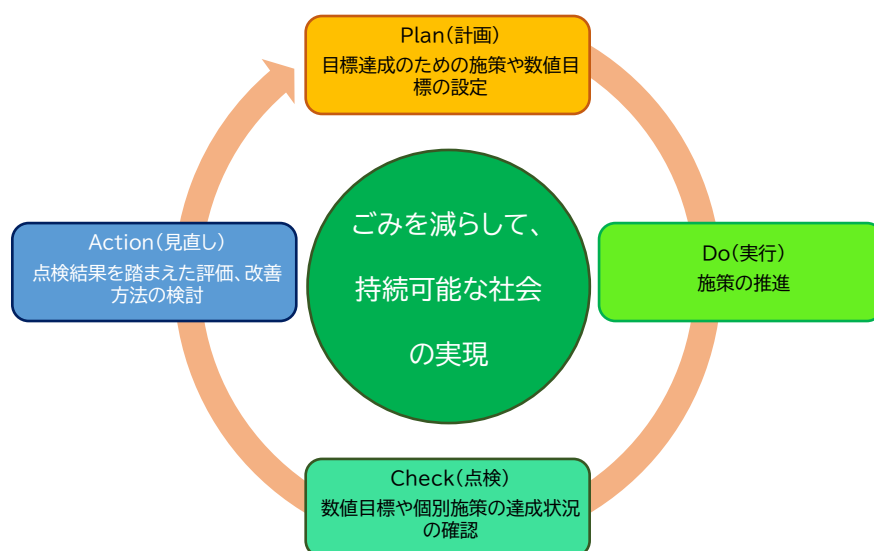 Plan(計画)
目標達成のための施策や数値目
標の設定
ごみを減らして、
持続可能な社会
の実現
Action(見直し)
点検結果を踏まえた評価、改善
方法の検討
Do(実行)
施策の推進
Check(点検)
数値目標や個別施策の達成状況
の確認